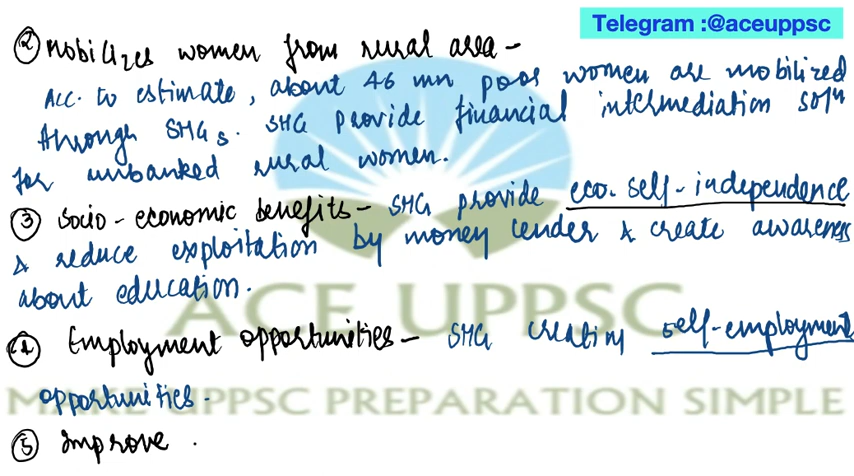 Telegram :@aceuppsc
② Mobilizes women from rural area -
Acc. to estimate, about 46 mn poor women are mobilized
through SHGs. SHG provide financial intermediation solⁿ
for unbanked rural women.
③ Socio-economic benefits - SHG provide eco. self-independence
& reduce exploitation by money lender & create awareness
about education.
④ Employment opportunities - SHG creating self-employment
opportunities.
⑤ Improve .
ACE UPPSC
MAKE UPPSC PREPARATION SIMPLE